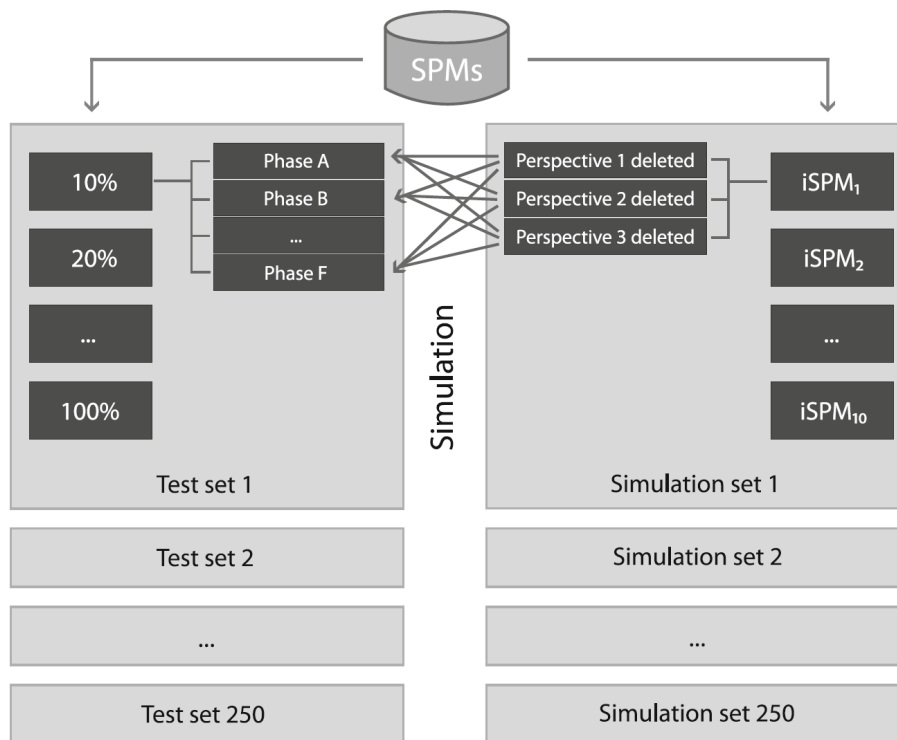 SPMs
10%
20%
...
100%
Phase A
Phase B
...
Phase F
Test set 1
Simulation
Perspective 1 deleted
Perspective 2 deleted
Perspective 3 deleted
iSPM₁
iSPM₂
...
iSPM₁₀
Simulation set 1
Test set 2
Simulation set 2
...
...
Test set 250
Simulation set 250